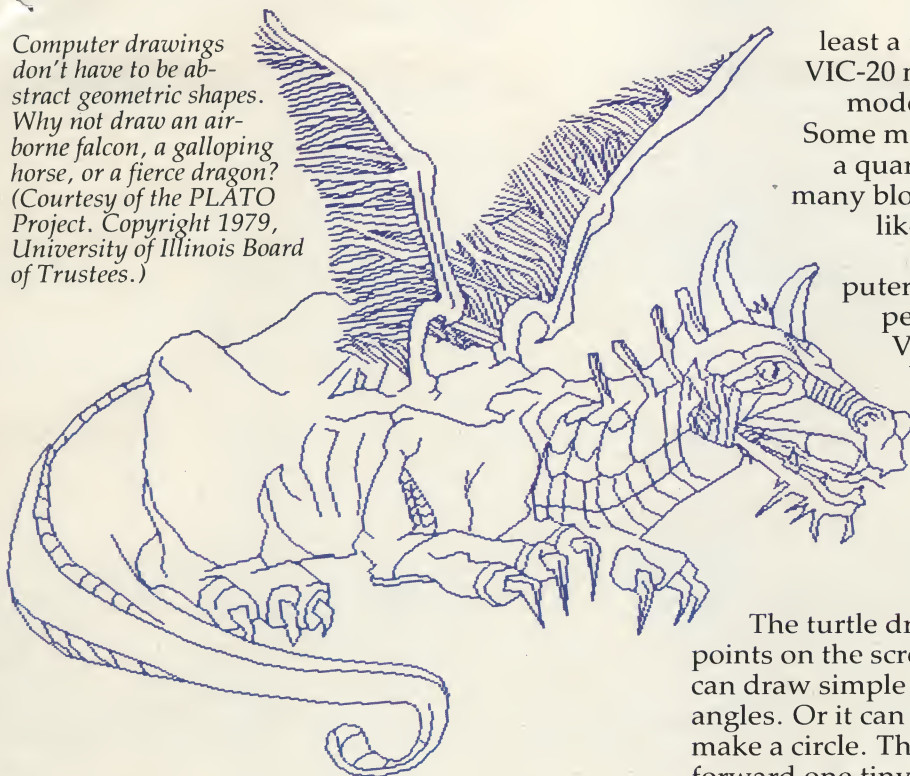 Computer drawings
don't have to be ab-
stract geometric shapes.
Why not draw an air-
borne falcon, a galloping
horse, or a fierce dragon?
(Courtesy of the PLATO
Project. Copyright 1979,
University of Illinois Board
of Trustees.)
least a
VIC-20
mode
Some m
a quar
many blo
lik
puter
pe
V
The turtle dr
points on the scre
can draw simple
angles. Or it can
make a circle. Th
forward one tiny